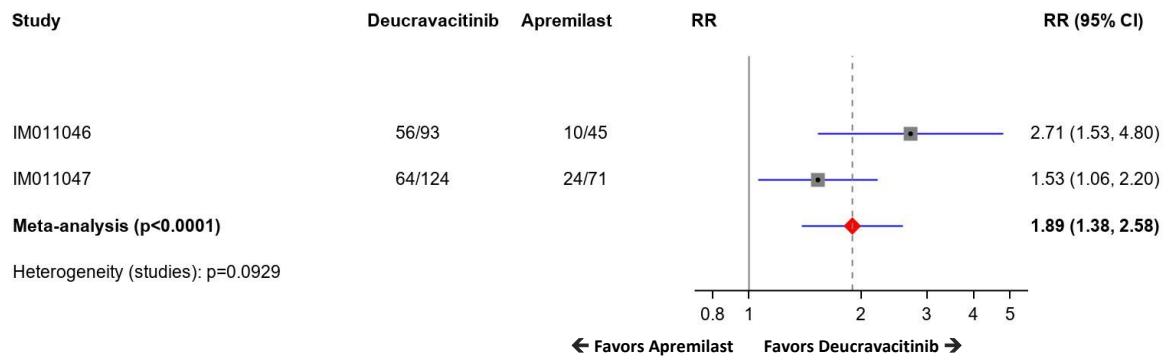 Study Deucravacitinib Apremilast RR RR (95% CI)
IM011046 56/93 10/45 2.71 (1.53, 4.80)
IM011047 64/124 24/71 1.53 (1.06, 2.20)
Meta-analysis (p<0.0001) 1.89 (1.38, 2.58)
Heterogeneity (studies): p=0.0929
0.8 1 2 3 4 5
← Favors Apremilast Favors Deucravacitinib →